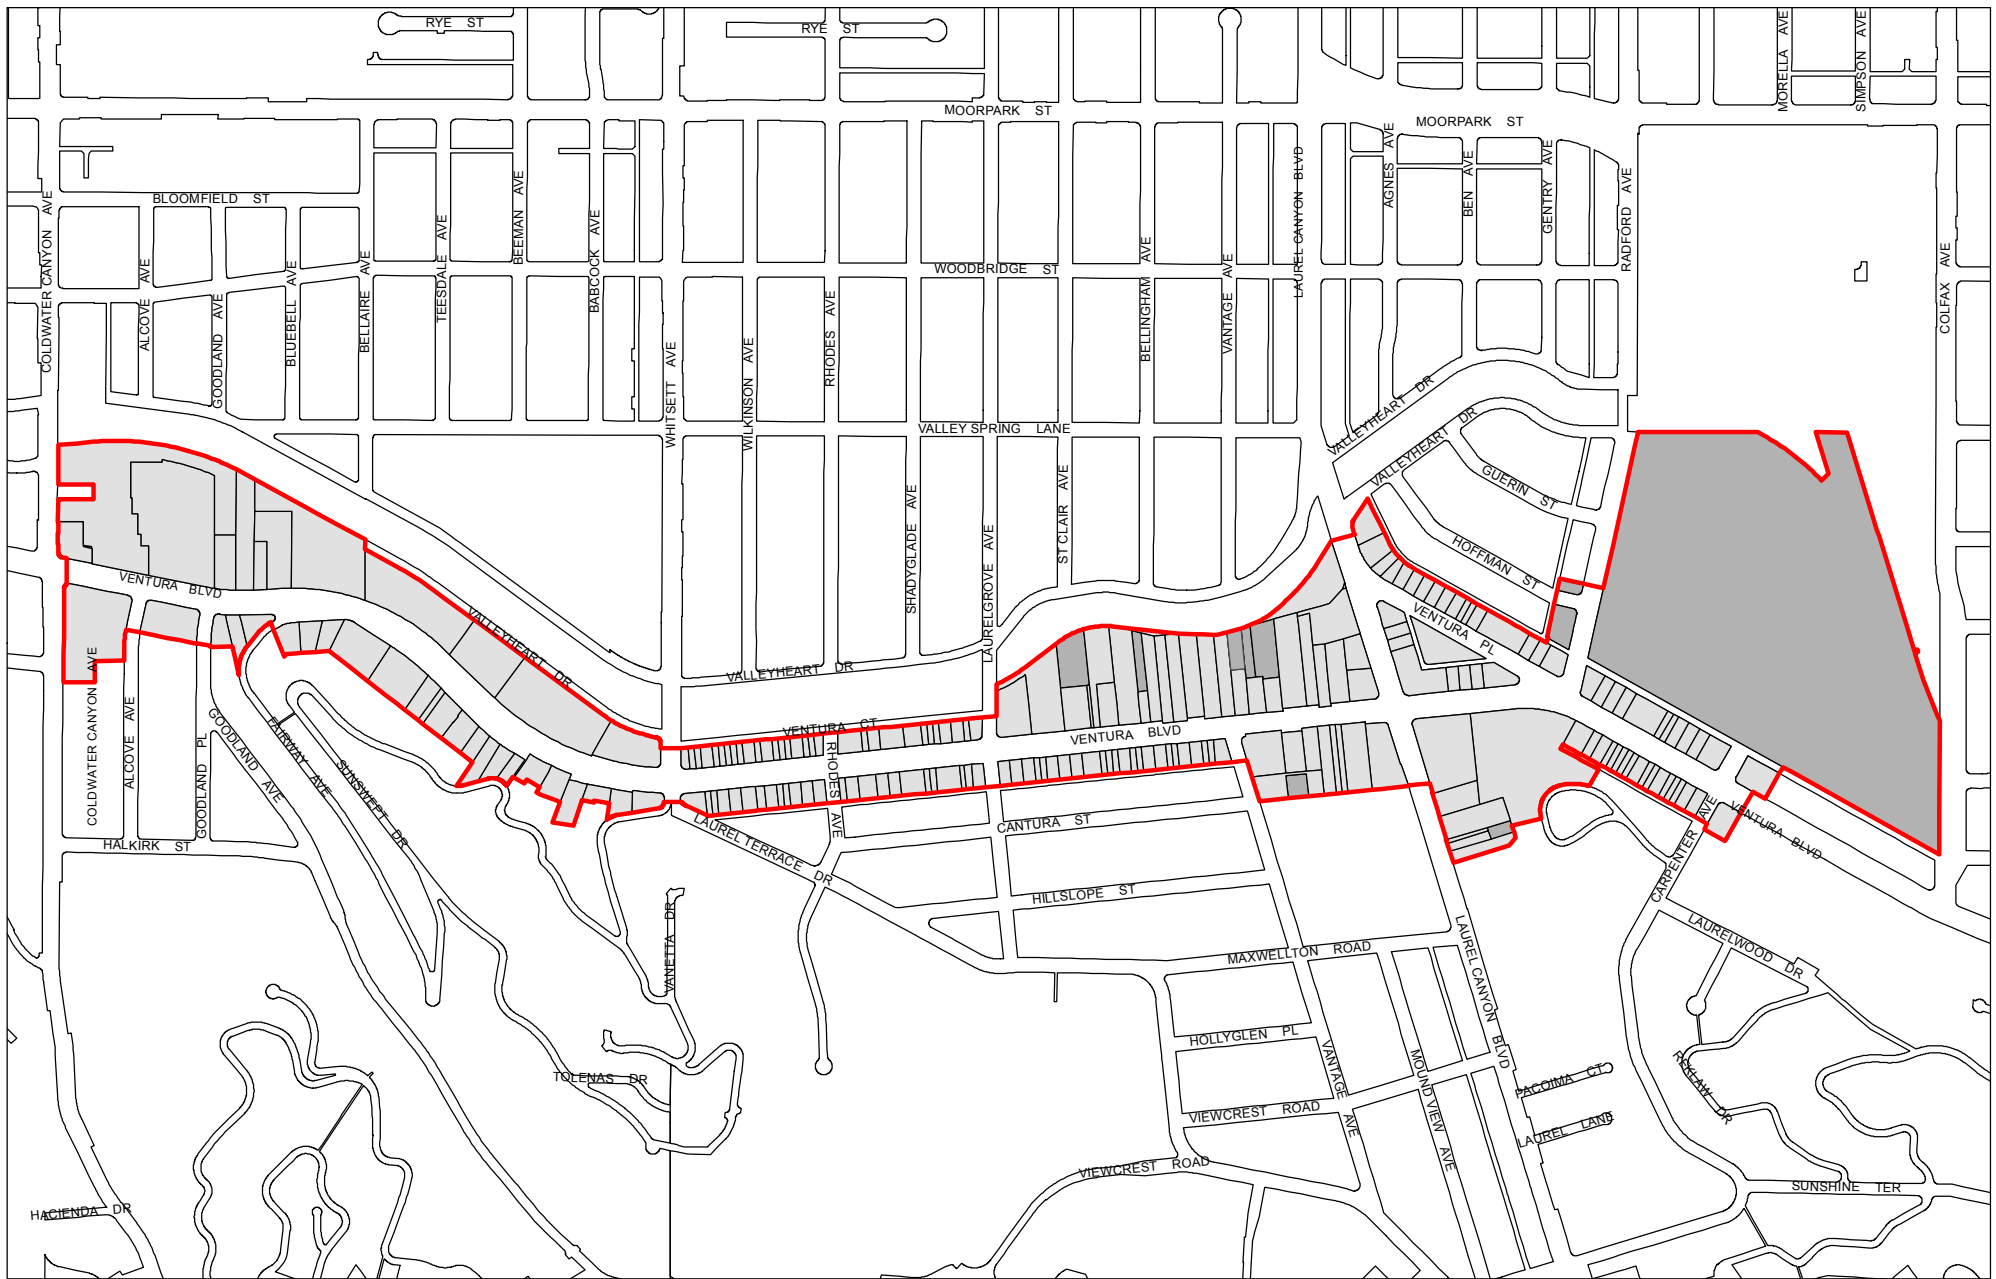 RYE ST
RYE ST
MORELLA AVE
SIMPSON AVE
MOORPARK ST
MOORPARK ST
BLOOMFIELD ST
COLDWATER CANYON AVE
ALCOVE AVE
GOODLAND AVE
BLUEBELL AVE
BELLAIRE AVE
TEESDALE AVE
BEEMAN AVE
BABCOCK AVE
WHITSETT AVE
WILKINSON AVE
RHODES AVE
WOODBRIDGE ST
BELLINGHAM AVE
VANTAGE AVE
LAUREL CANYON BLVD
AGNES AVE
BEN AVE
GENTRY AVE
RADFORD AVE
COLFAX AVE
VALLEY SPRING LANE
VALLEYHEART DR
VALLEYHEART DR
GUERIN ST
HOFFMAN ST
SHADYGLADE AVE
LAURELGROVE AVE
ST CLAIR AVE
VENTURA BLVD
VALLEYHEART DR
VALLEYHEART DR
VENTURA CT
VENTURA BLVD
VENTURA PL
VENTURA BLVD
COLDWATER CANYON AVE
ALCOVE AVE
GOODLAND PL
GOODLAND AVE
FAIRWAY AVE
SUNSWEPT DR
RHODES AVE
LAUREL TERRACE DR
CANTURA ST
HILLSLOPE ST
HALKIRK ST
CARPENTER AVE
LAURELWOOD DR
VANETTA DR
MAXWELLTON ROAD
LAUREL CANYON BLVD
HOLLYGLEN PL
VANTAGE AVE
MOUND VIEW AVE
PACOIMA CT
REKLAW DR
TOLENAS DR
VIEWCREST ROAD
LAUREL LANE
VIEWCREST ROAD
SUNSHINE TER
HACIENDA DR